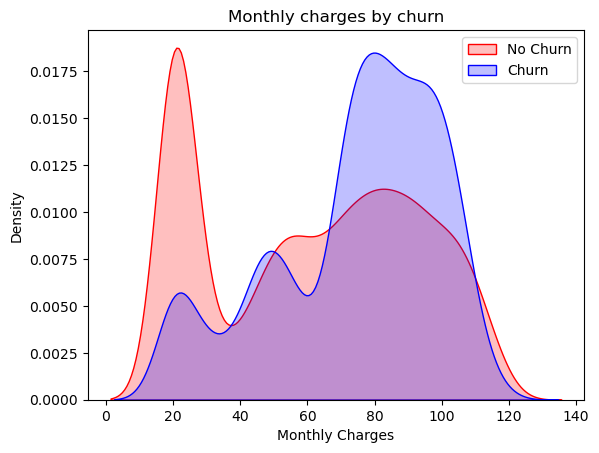 Monthly charges by churn
No Churn
Churn
Density
0.0175
0.0150
0.0125
0.0100
0.0075
0.0050
0.0025
0.0000
0 20 40 60 80 100 120 140
Monthly Charges